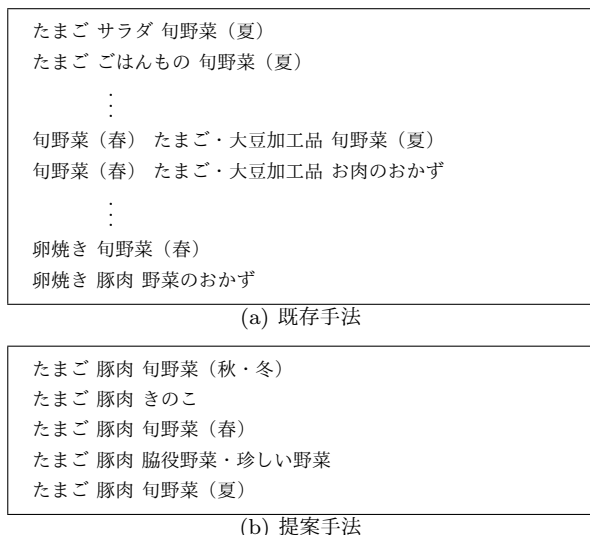 たまご サラダ 旬野菜（夏）
たまご ごはんもの 旬野菜（夏）
⋮
旬野菜（春） たまご・大豆加工品 旬野菜（夏）
旬野菜（春） たまご・大豆加工品 お肉のおかず
⋮
卵焼き 旬野菜（春）
卵焼き 豚肉 野菜のおかず
(a) 既存手法
たまご 豚肉 旬野菜（秋・冬）
たまご 豚肉 きのこ
たまご 豚肉 旬野菜（春）
たまご 豚肉 脇役野菜・珍しい野菜
たまご 豚肉 旬野菜（夏）
(b) 提案手法